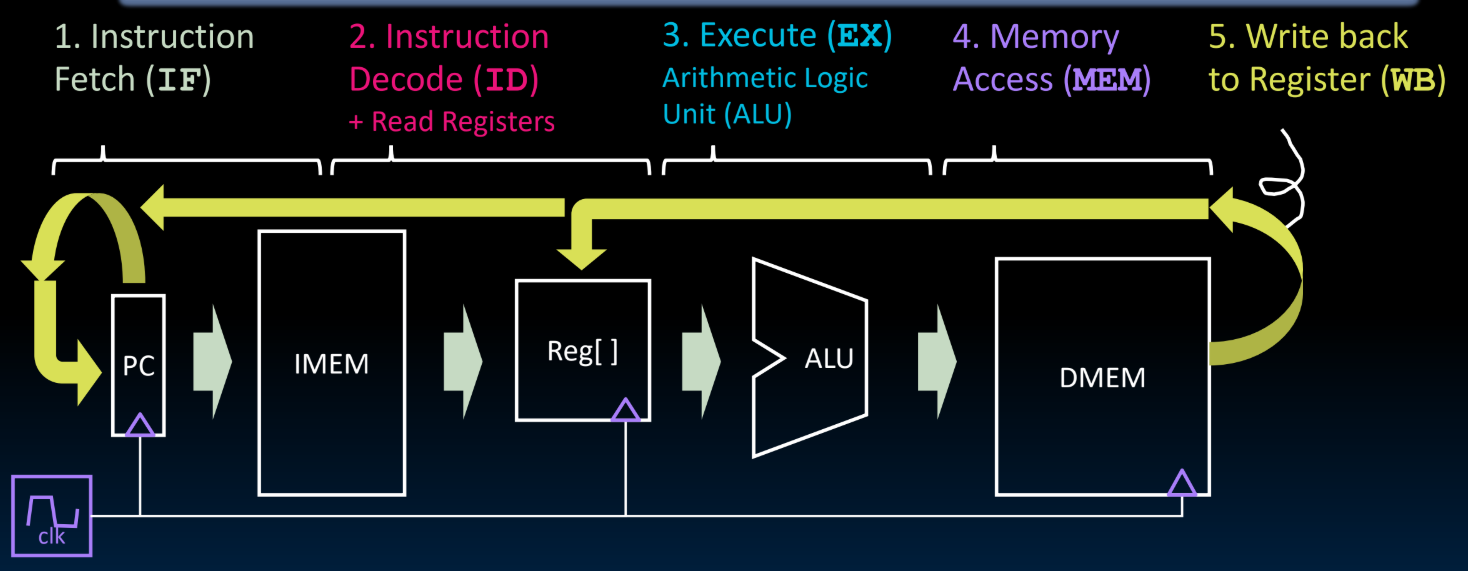 1. Instruction
Fetch (IF)
2. Instruction
Decode (ID)
+ Read Registers
3. Execute (EX)
Arithmetic Logic
Unit (ALU)
4. Memory
Access (MEM)
5. Write back
to Register (WB)
PC
IMEM
Reg[ ]
ALU
DMEM
clk